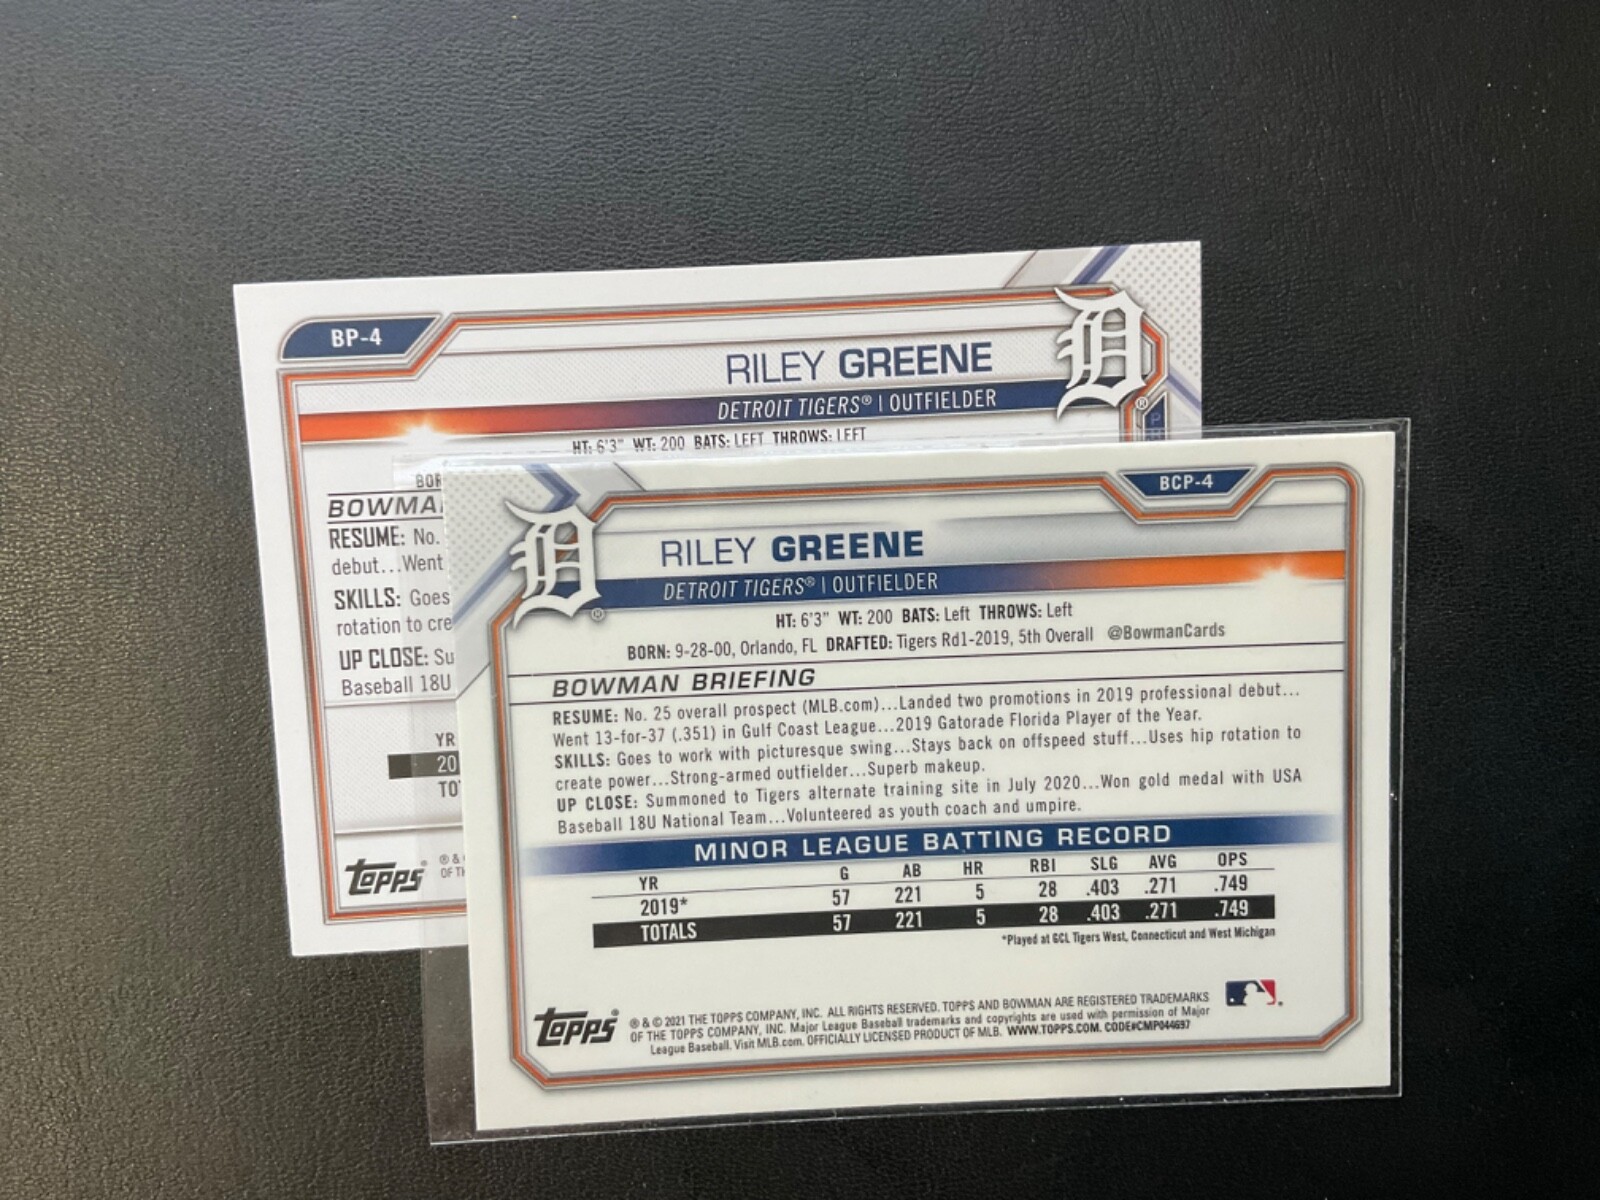 BP-4
RILEY GREENE
DETROIT TIGERS® | OUTFIELDER
HT: 6'3" WT: 200 BATS: LEFT THROWS: LEFT
BOWMA
RESUME: No.
debut...Went
SKILLS: Goes
rotation to cre
UP CLOSE: Su
Baseball 18U
YR
20
TO
topps
BCP-4
RILEY GREENE
DETROIT TIGERS® | OUTFIELDER
HT: 6'3" WT: 200 BATS: Left THROWS: Left
BORN: 9-28-00, Orlando, FL DRAFTED: Tigers Rd1-2019, 5th Overall @BowmanCards
BOWMAN BRIEFING
RESUME: No. 25 overall prospect (MLB.com)...Landed two promotions in 2019 professional debut...
Went 13-for-37 (.351) in Gulf Coast League...2019 Gatorade Florida Player of the Year.
SKILLS: Goes to work with picturesque swing...Stays back on offspeed stuff...Uses hip rotation to
create power...Strong-armed outfielder...Superb makeup.
UP CLOSE: Summoned to Tigers alternate training site in July 2020...Won gold medal with USA
Baseball 18U National Team...Volunteered as youth coach and umpire.
MINOR LEAGUE BATTING RECORD
YR G AB HR RBI SLG AVG OPS
2019* 57 221 5 28 .403 .271 .749
TOTALS 57 221 5 28 .403 .271 .749
*Played at GCL Tigers West, Connecticut and West Michigan
topps ® & © 2021 THE TOPPS COMPANY, INC. ALL RIGHTS RESERVED. TOPPS AND BOWMAN ARE REGISTERED TRADEMARKS
OF THE TOPPS COMPANY, INC. Major League Baseball trademarks and copyrights are used with permission of Major
League Baseball. Visit MLB.com. OFFICIALLY LICENSED PRODUCT OF MLB. WWW.TOPPS.COM. CODE#CMP044697